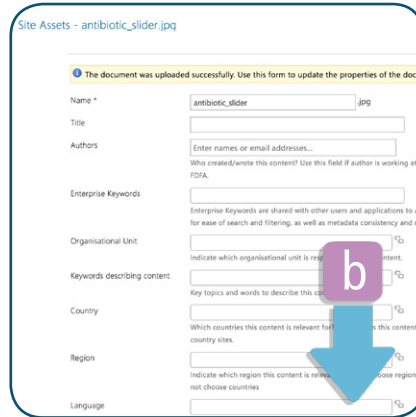 Site Assets - antibiotic_slider.jpg
The document was uploaded successfully. Use this form to update the properties of the doc
Name *
antibiotic_slider
.jpg
Title
Authors
Enter names or email addresses...
Who created/wrote this content? Use this field if author is working at
FDFA.
Enterprise Keywords
Enterprise Keywords are shared with other users and applications to
for ease of search and filtering, as well as metadata consistency and
Organisational Unit
Indicate which organisational unit is
Keywords describing content
Key topics and words to describe this
b
Country
Which countries this content is relevant for? this content
country sites.
Region
Indicate which region this content is region
not choose countries
Language